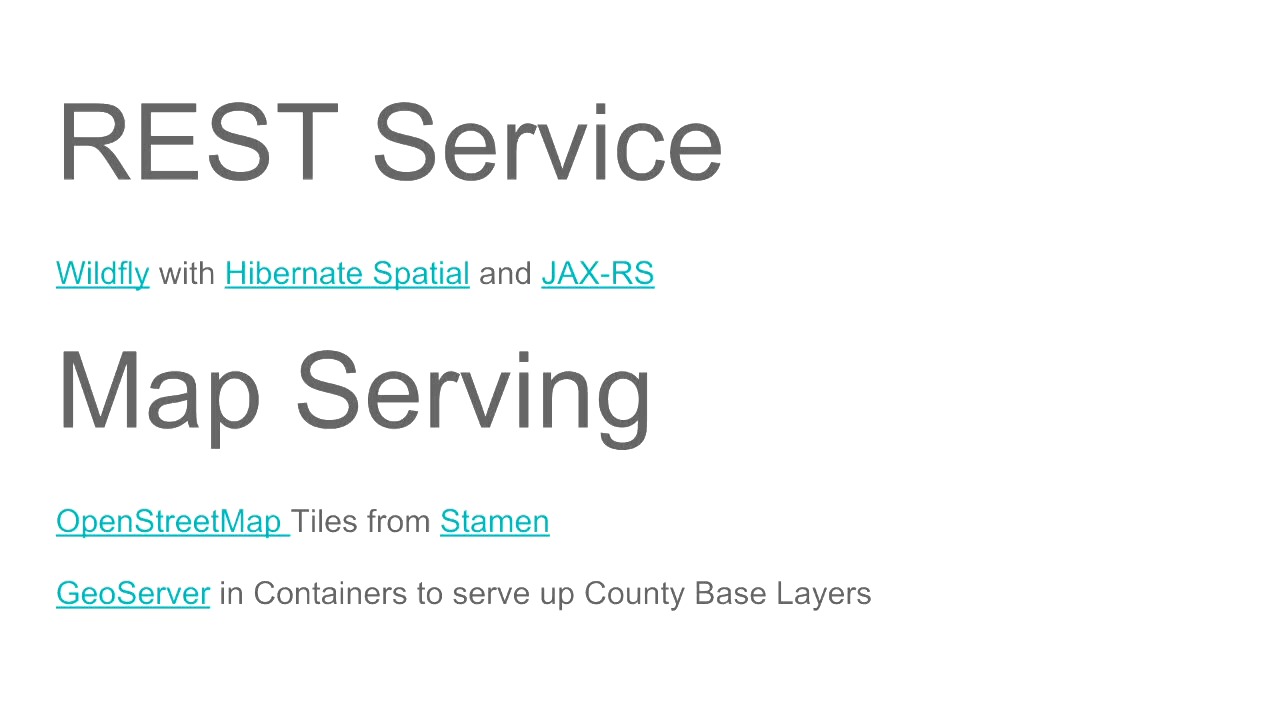 REST Service
Wildfly with Hibernate Spatial and JAX-RS
Map Serving
OpenStreetMap Tiles from Stamen
GeoServer in Containers to serve up County Base Layers